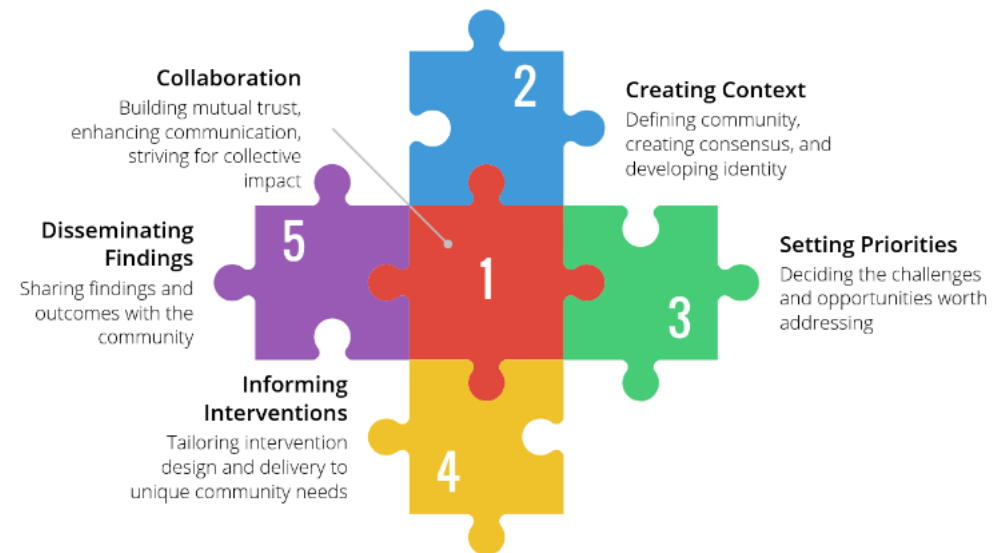 Collaboration
Building mutual trust,
enhancing communication,
striving for collective
impact
2
Creating Context
Defining community,
creating consensus, and
developing identity
Disseminating
Findings
Sharing findings and
outcomes with the
community
5
1
3
Setting Priorities
Deciding the challenges
and opportunities worth
addressing
Informing
Interventions
Tailoring intervention
design and delivery to
unique community needs
4